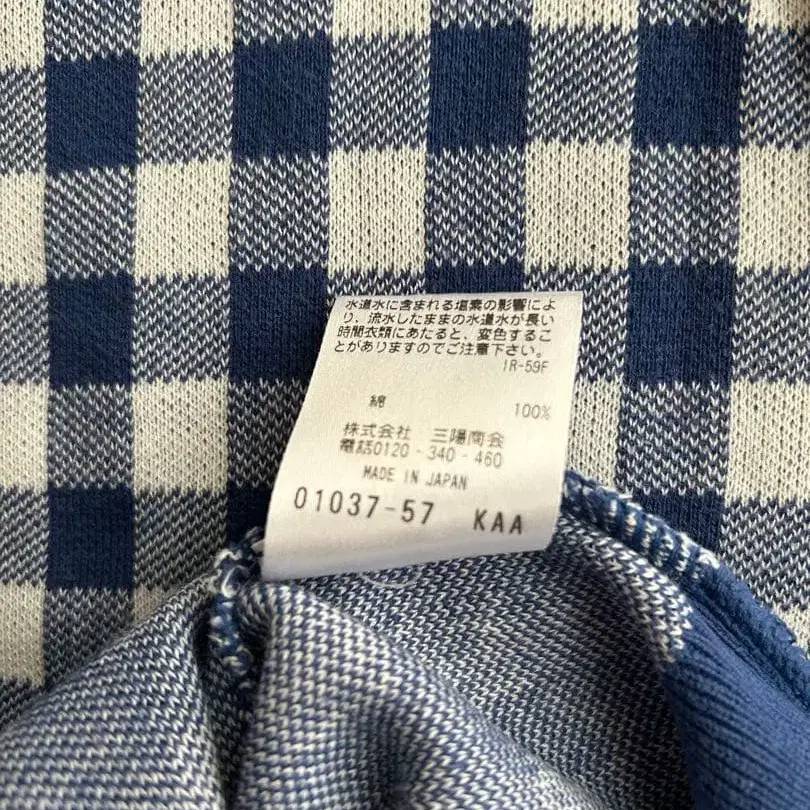 水道水に含まれる塩素の影響によ
り、流水したままの水道水が長い
時間衣類にあたると、変色するこ
とがありますのでご注意下さい。
IR-59F
綿 100%
株式会社 三陽商会
電話0120-340-460
MADE IN JAPAN
01037-57 KAA